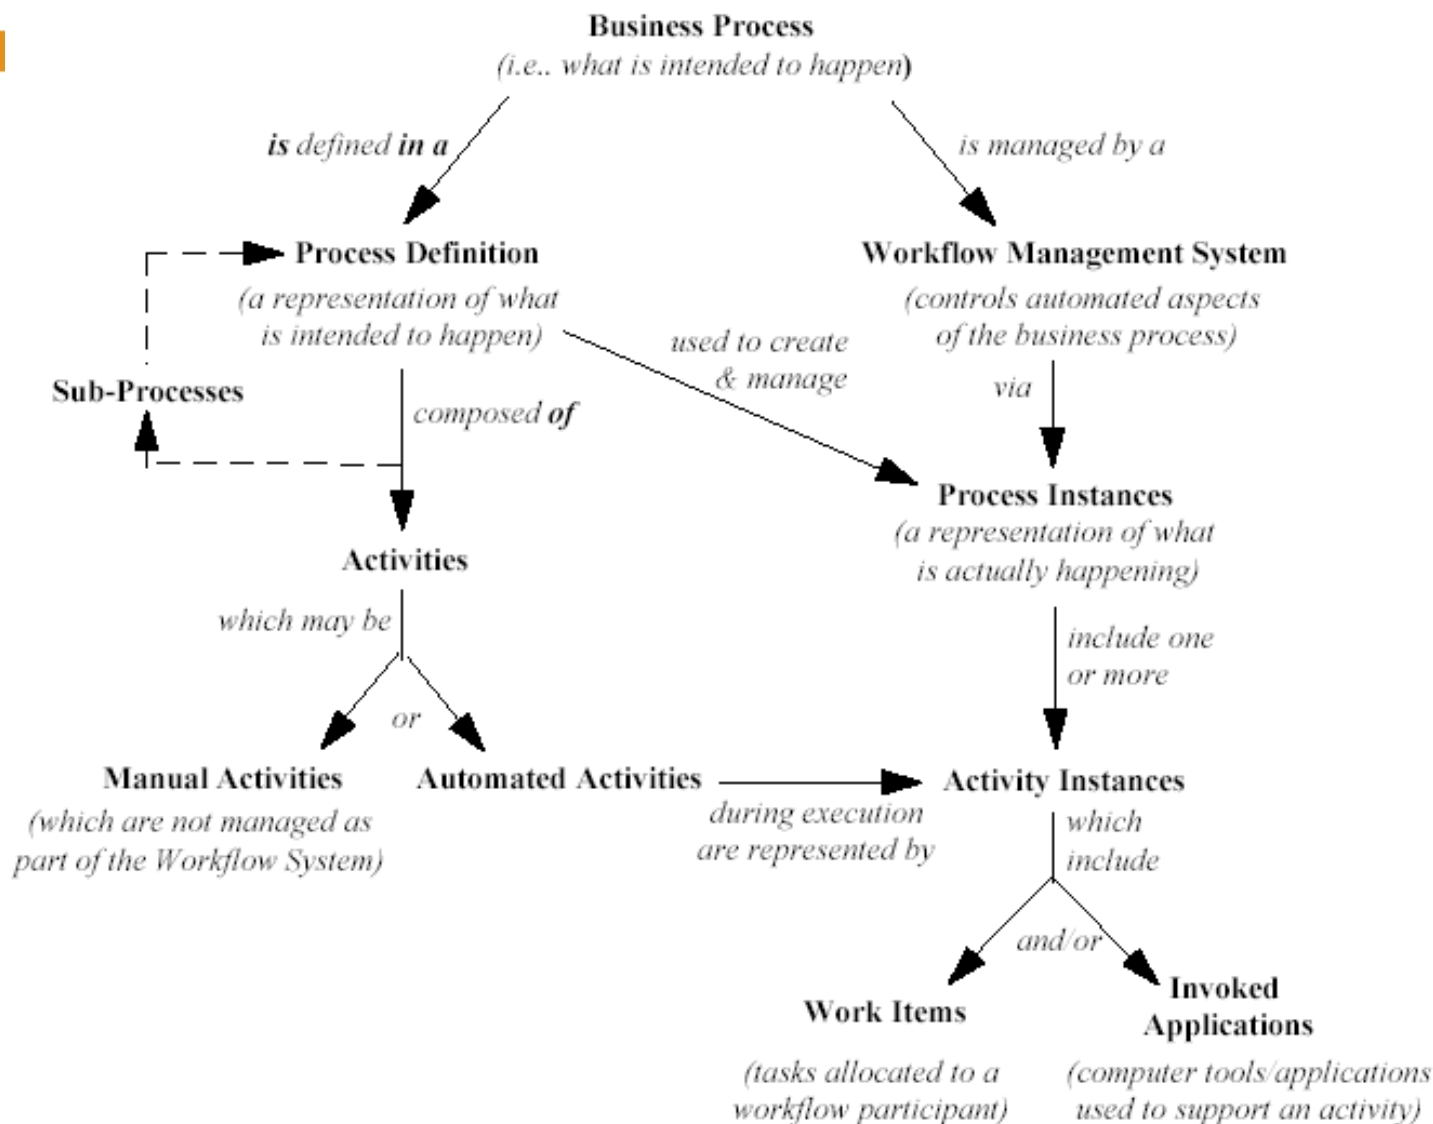 Business Process
(i.e.. what is intended to happen)
is defined in a
is managed by a
Process Definition
(a representation of what
is intended to happen)
Workflow Management System
(controls automated aspects
of the business process)
used to create
& manage
via
Sub-Processes
composed of
Process Instances
(a representation of what
is actually happening)
Activities
which may be
or
include one
or more
Manual Activities
(which are not managed as
part of the Workflow System)
Automated Activities
during execution
are represented by
Activity Instances
which
include
and/or
Work Items
(tasks allocated to a
workflow participant)
Invoked
Applications
(computer tools/applications
used to support an activity)